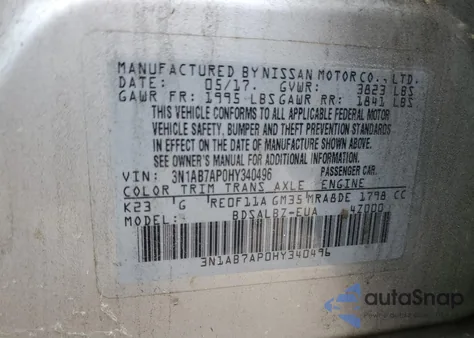 MANUFACTURED BY NISSAN MOTOR CO., LTD.
DATE: 05/17. GVWR: 3823 LBS
GAWR FR: 1995 LBS GAWR RR: 1841 LBS
THIS VEHICLE CONFORMS TO ALL APPLICABLE FEDERAL MOTOR
VEHICLE SAFETY, BUMPER AND THEFT PREVENTION STANDARDS
IN EFFECT ON THE DATE OF MANUFACTURE SHOWN ABOVE.
SEE OWNER'S MANUAL FOR ADDITIONAL INFORMATION.
VIN: 3N1AB7AP0HY340496 PASSENGER CAR.
COLOR TRIM TRANS AXLE ENGINE
K23 G RE0F11A GM35 MRA8DE 1798 CC
MODEL: BDSALBZ-EUA 47000
3N1AB7AP0HY340496
autoSnap